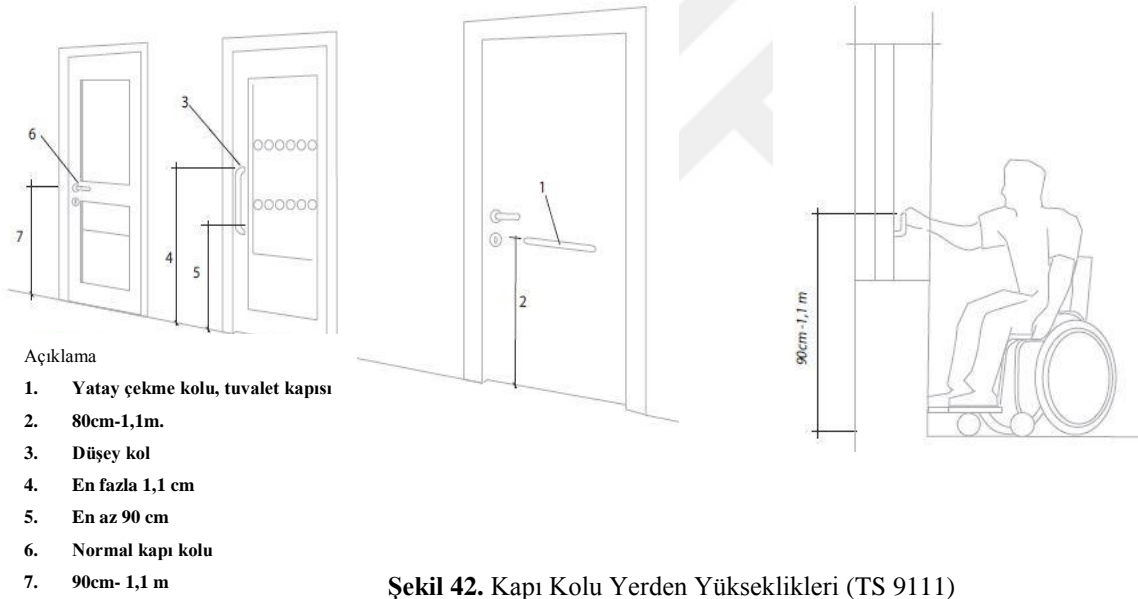 6
7
3
4
5
1
2
90cm-1,1 m
Açıklama
1. Yatay çekme kolu, tuvalet kapısı
2. 80cm-1,1m.
3. Düşey kol
4. En fazla 1,1 cm
5. En az 90 cm
6. Normal kapı kolu
7. 90cm- 1,1 m
Şekil 42. Kapı Kolu Yerden Yükseklikleri (TS 9111)